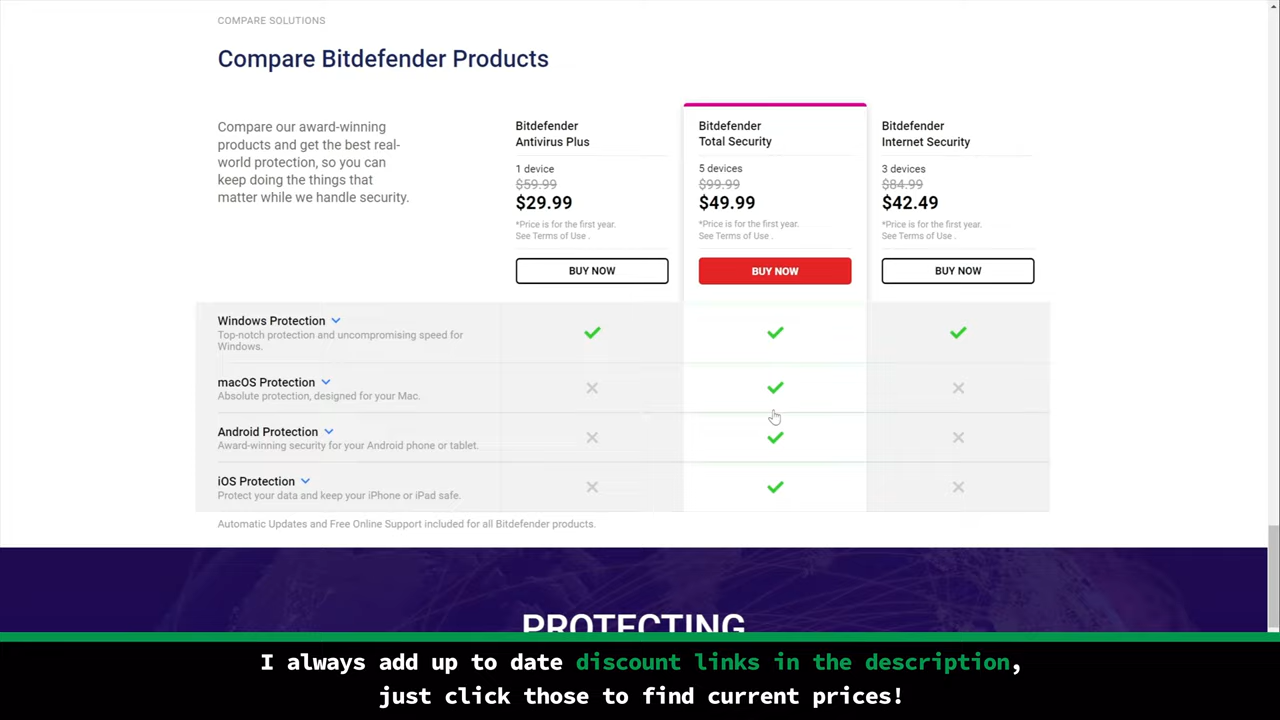 COMPARE SOLUTIONS
Compare Bitdefender Products
Compare our award-winning
products and get the best real-
world protection, so you can
keep doing the things that
matter while we handle security.
Bitdefender
Antivirus Plus
1 device
$59.99
$29.99
*Price is for the first year.
See Terms of Use .
BUY NOW
Bitdefender
Total Security
5 devices
$99.99
$49.99
*Price is for the first year.
See Terms of Use .
BUY NOW
Bitdefender
Internet Security
3 devices
$84.99
$42.49
*Price is for the first year.
See Terms of Use .
BUY NOW
Windows Protection
Top-notch protection and uncompromising speed for
Windows.
macOS Protection
Absolute protection, designed for your Mac.
Android Protection
Award-winning security for your Android phone or tablet.
iOS Protection
Protect your data and keep your iPhone or iPad safe.
Automatic Updates and Free Online Support included for all Bitdefender products.
PROTECTING
I always add up to date discount links in the description,
just click those to find current prices!